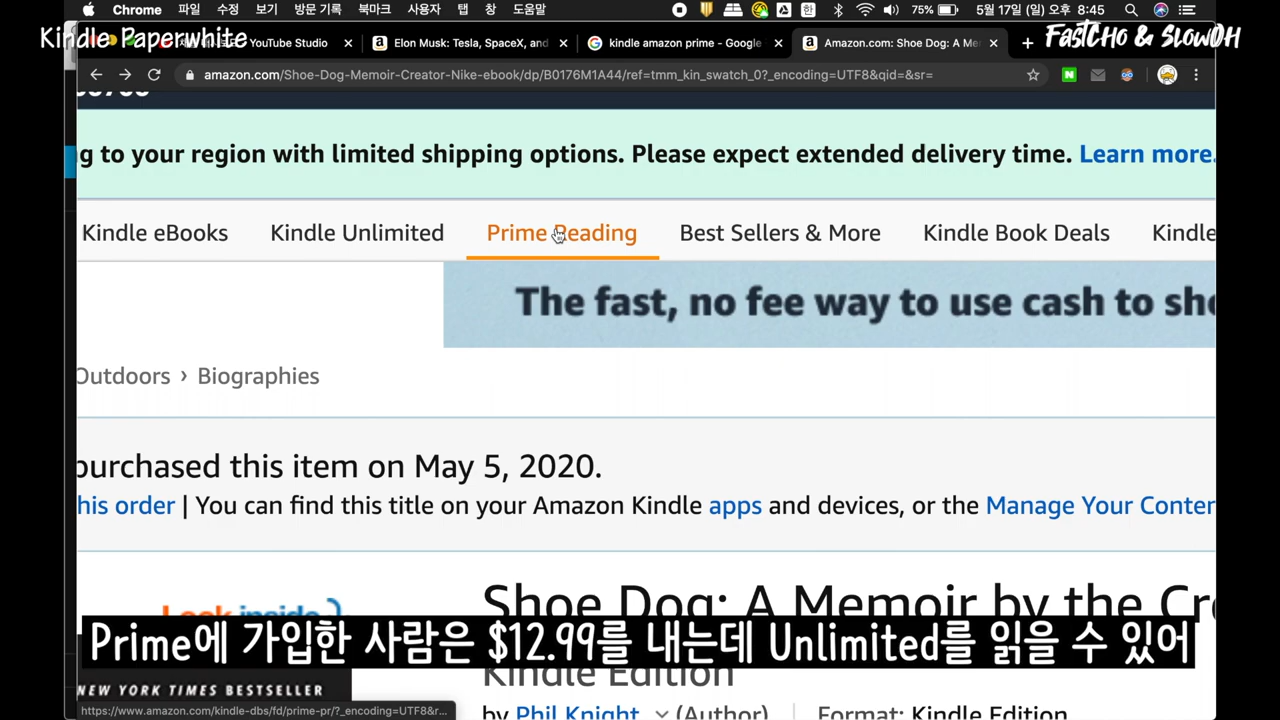 Chrome 파일 수정 보기 방문 기록 북마크 사용자 탭 창 도움말 75% 5월 17일 (일) 오후 8:45
Kindle Paperwhite
YouTube Studio
Elon Musk: Tesla, SpaceX, and
kindle amazon prime - Google
Amazon.com: Shoe Dog: A Me
FastCho & SlowOH
amazon.com/Shoe-Dog-Memoir-Creator-Nike-ebook/dp/B0176M1A44/ref=tmm_kin_swatch_0?_encoding=UTF8&qid=&sr=
g to your region with limited shipping options. Please expect extended delivery time. Learn more.
Kindle eBooks Kindle Unlimited Prime Reading Best Sellers & More Kindle Book Deals Kindle
The fast, no fee way to use cash to sho
Outdoors › Biographies
purchased this item on May 5, 2020.
his order | You can find this title on your Amazon Kindle apps and devices, or the Manage Your Conten
Look inside
Shoe Dog: A Memoir by the Cre
Prime에 가입한 사람은 $12.99를 내는데 Unlimited를 읽을 수 있어
Kindle Edition
NEW YORK TIMES BESTSELLER
by Phil Knight (Author) Format: Kindle Edition
https://www.amazon.com/kindle-dbs/fd/prime-pr/?_encoding=UTF8&r...